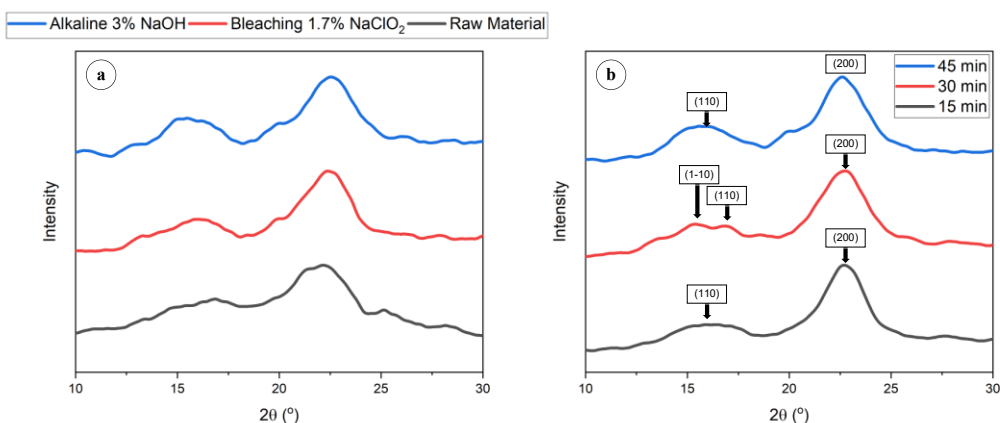 Alkaline 3% NaOH Bleaching 1.7% NaClO₂ Raw Material
a
Intensity
10 15 20 25 30
2θ (º)
b
45 min
30 min
15 min
(200)
(110)
(200)
(1-10)
(110)
(200)
(110)
Intensity
10 15 20 25 30
2θ (º)